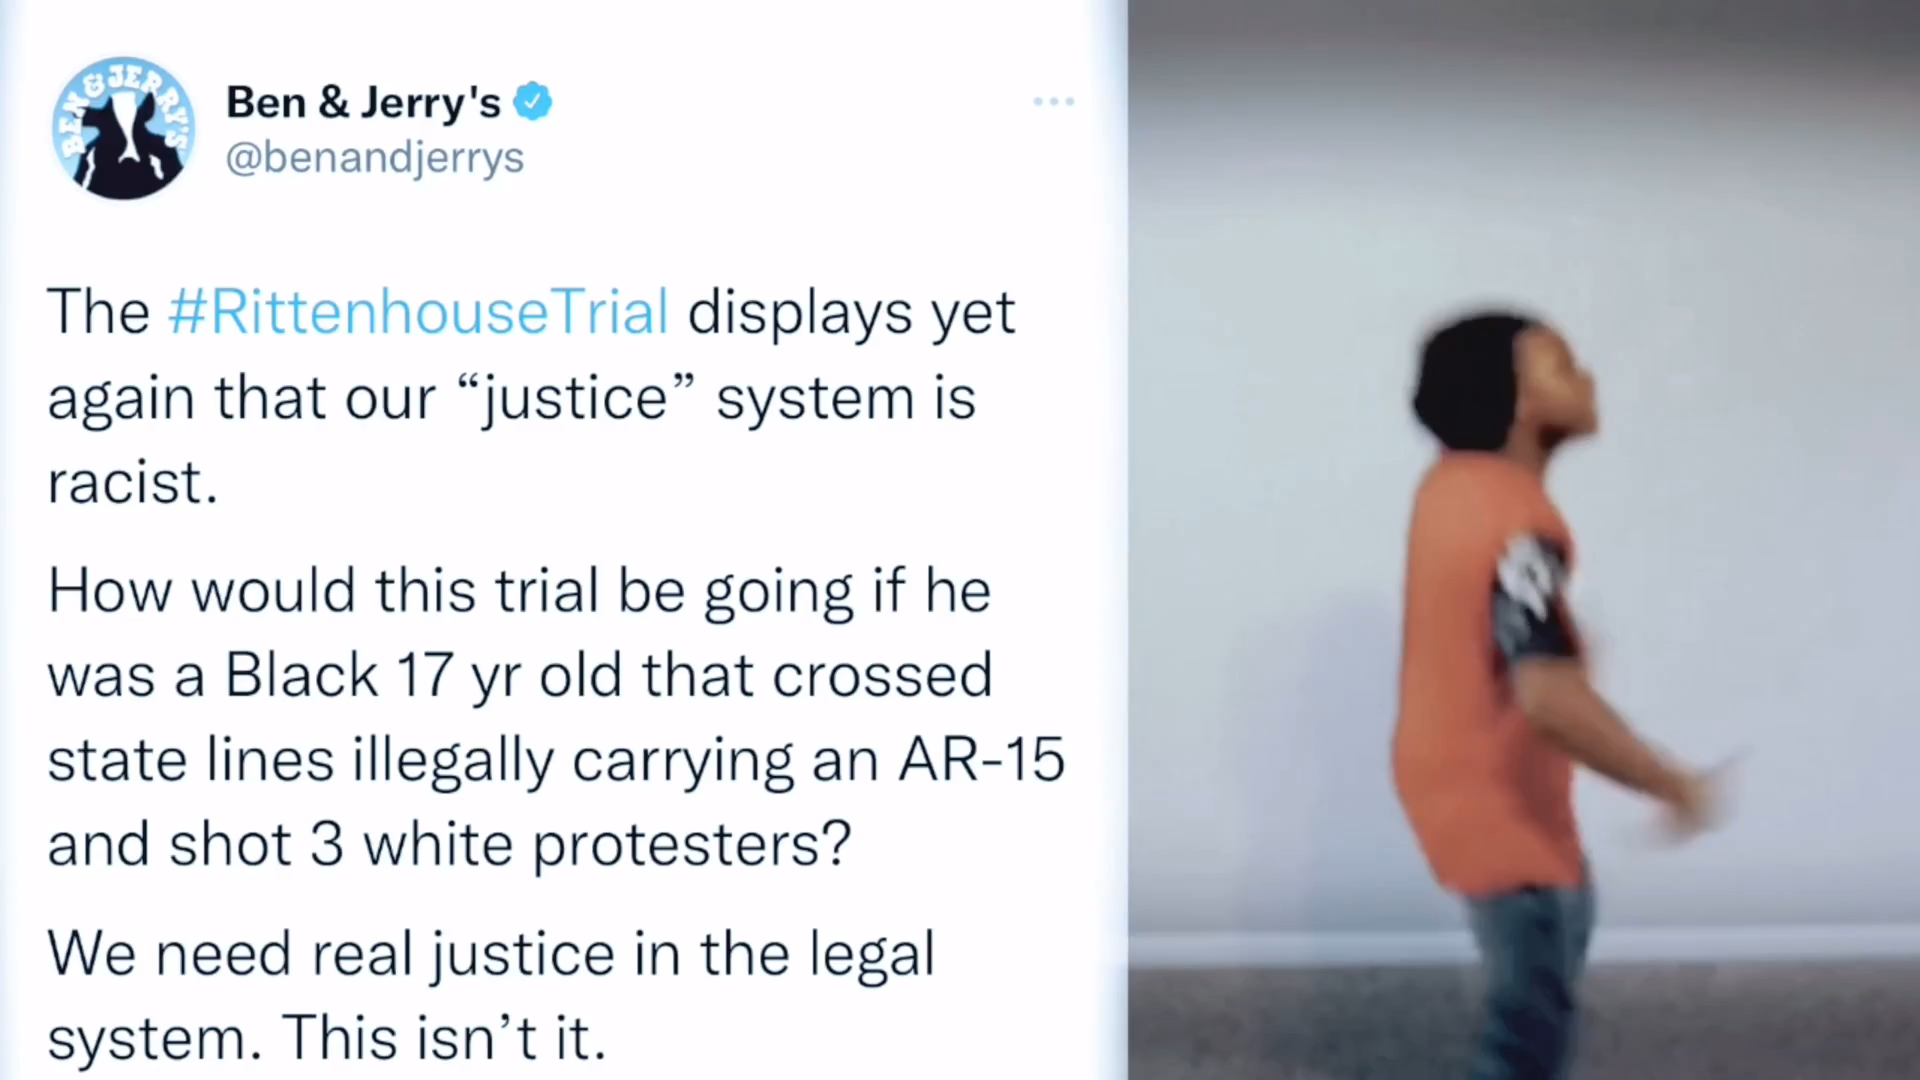 BEN & JERRY'S
Ben & Jerry's
@benandjerrys
The #RittenhouseTrial displays yet
again that our “justice” system is
racist.
How would this trial be going if he
was a Black 17 yr old that crossed
state lines illegally carrying an AR-15
and shot 3 white protesters?
We need real justice in the legal
system. This isn’t it.